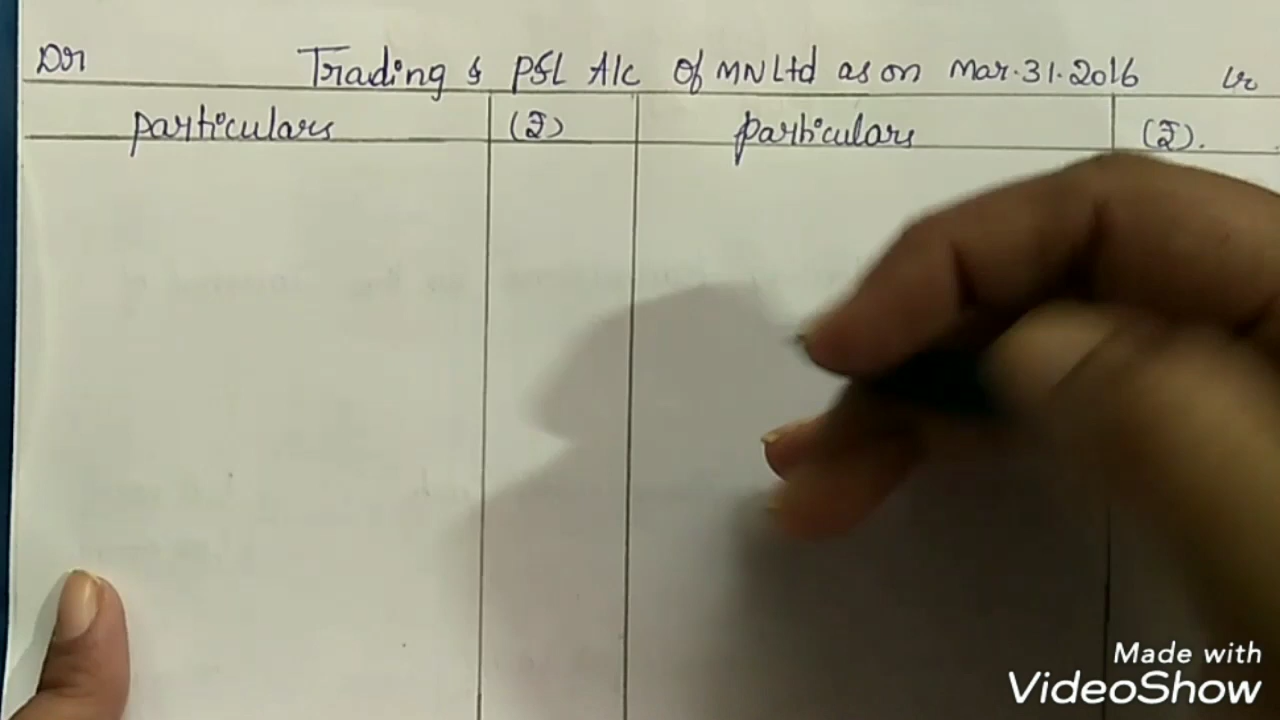 Dr Trading & P&L A/c Of MN Ltd as on Mar.31.2016 Cr
particulars (₹) particulars (₹).
Made with
VideoShow